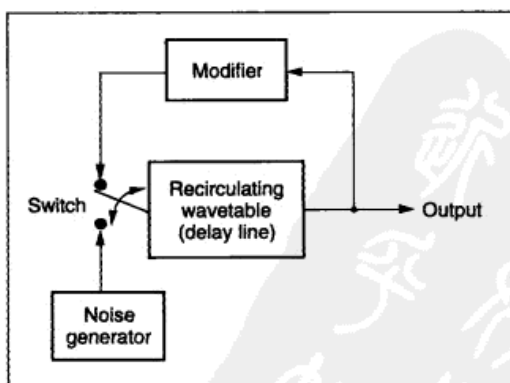 Modifier
Switch
Recirculating
wavetable
(delay line)
Output
Noise
generator